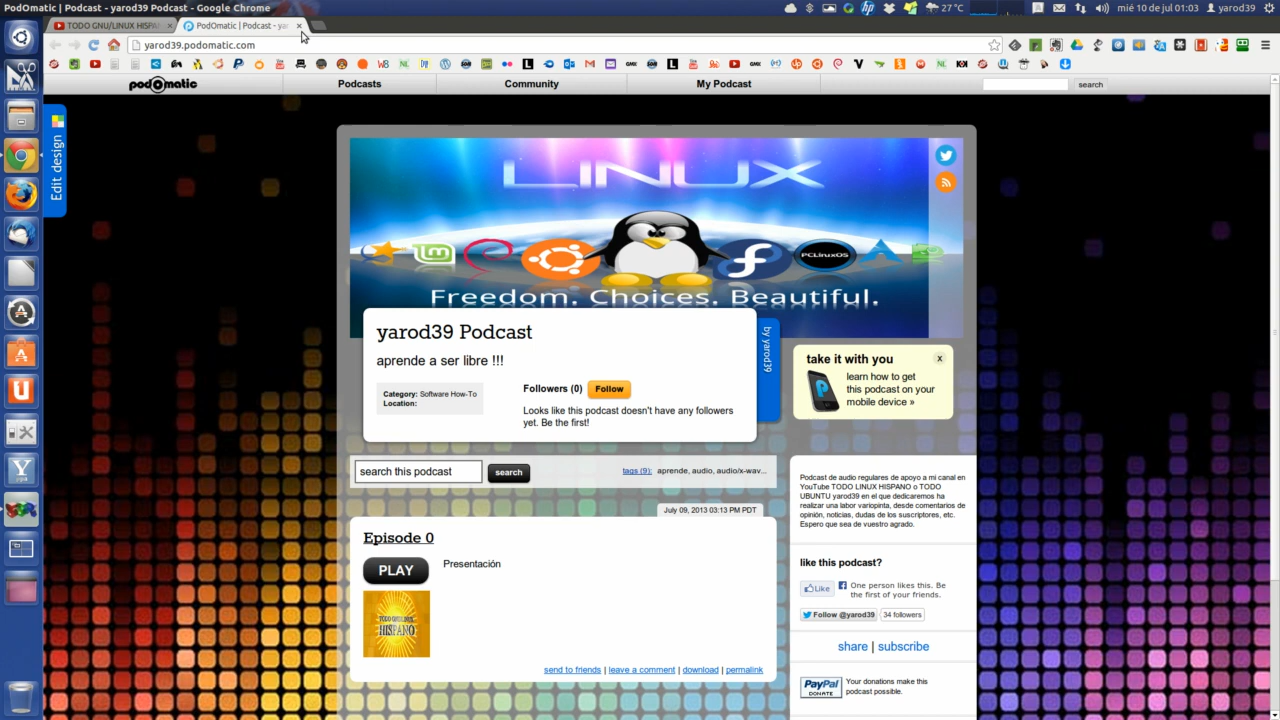 PodOmatic | Podcast - yarod39 Podcast - Google Chrome
27°C
mié 10 de jul 01:03
yarod39
TODO GNU/LINUX HISPA
PodOmatic | Podcast - yar
yarod39.podomatic.com
podomatic
Podcasts
Community
My Podcast
search
Edit design
LINUX
PCLinuxOS
Freedom. Choices. Beautiful.
yarod39 Podcast
aprende a ser libre !!!
by yarod39
Category: Software How-To
Location:
Followers (0)
Follow
Looks like this podcast doesn't have any followers
yet. Be the first!
take it with you
x
learn how to get
this podcast on your
mobile device »
search this podcast
search
tags (9): aprende, audio, audio/x-wav...
July 09, 2013 03:13 PM PDT
Episode 0
PLAY
Presentación
TODO GNU/LINUX
HISPANO
send to friends | leave a comment | download | permalink
Podcast de audio regulares de apoyo a mi canal en
YouTube TODO LINUX HISPANO o TODO
UBUNTU yarod39 en el que dedicaremos ha
realizar una labor variopinta, desde comentarios de
opinión, noticias, dudas de los suscriptores, etc.
Espero que sea de vuestro agrado.
like this podcast?
Like
One person likes this. Be
the first of your friends.
Follow @yarod39
34 followers
share | subscribe
PayPal
DONATE
Your donations make this
podcast possible.